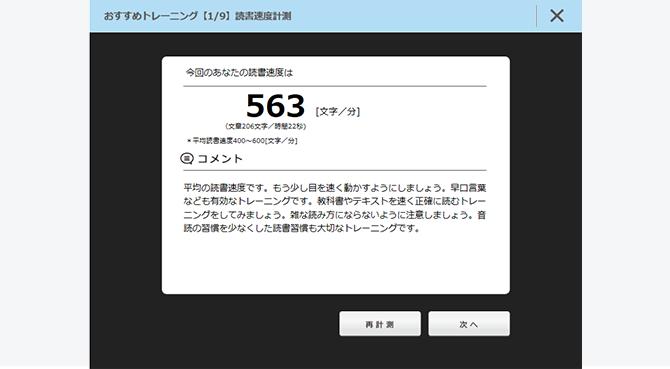 おすすめトレーニング【1/9】読書速度計測
今回のあなたの読書速度は
563 [文字／分]
(文章206文字／時間22秒)
＊平均読書速度400～600[文字／分]
コメント
平均の読書速度です。もう少し目を速く動かすようにしましょう。早口言葉
なども有効なトレーニングです。教科書やテキストを速く正確に読むトレー
ニングをしてみましょう。雑な読み方にならないように注意しましょう。音
読の習慣を少なくした読書習慣も大切なトレーニングです。
再計測
次へ